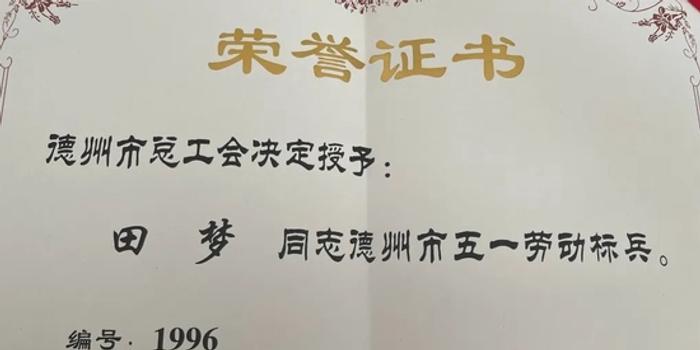 荣誉证书
德州市总工会决定授予：
田 梦 同志德州市五一劳动标兵。
编号：1996